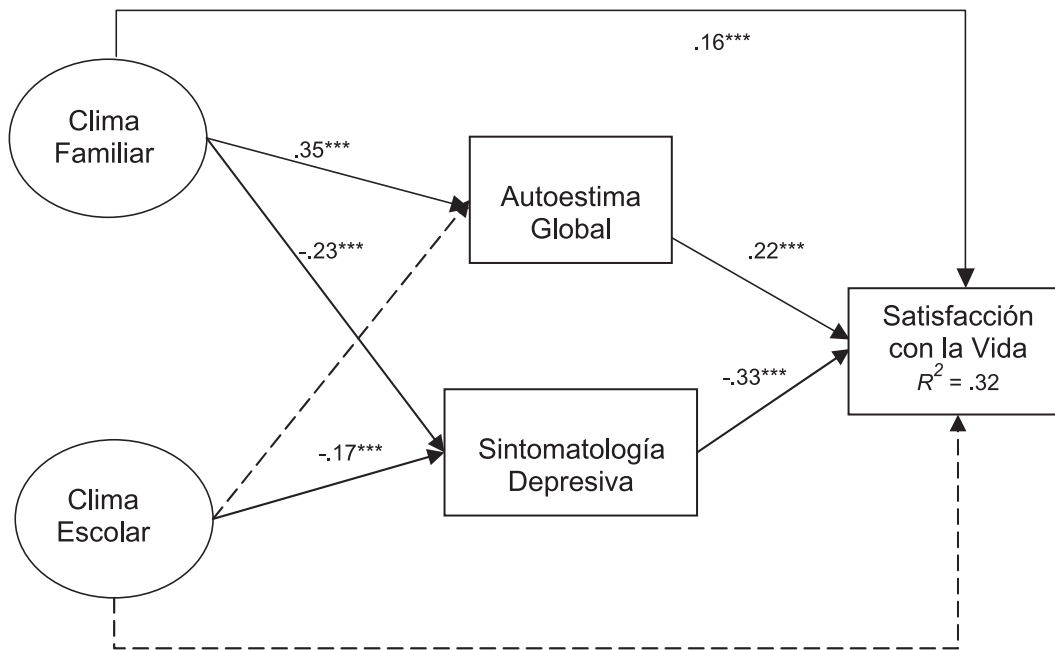 .16***
Clima
Familiar
.35***
Autoestima
Global
-.23***
.22***
Satisfacción
con la Vida
R² = .32
-.33***
Sintomatología
Depresiva
-.17***
Clima
Escolar